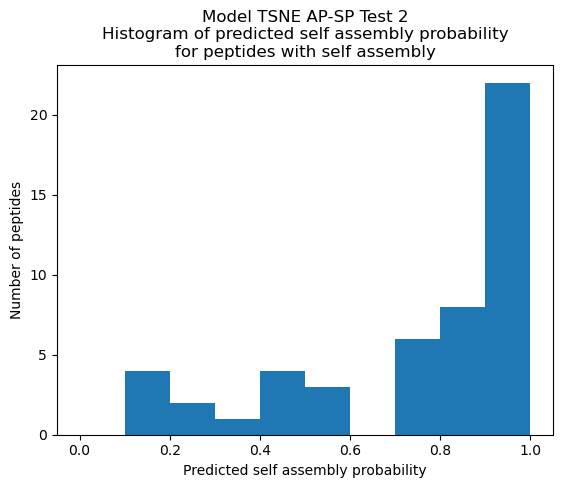 Model TSNE AP-SP Test 2
Histogram of predicted self assembly probability
for peptides with self assembly
Number of peptides
20
15
10
5
0
0.0 0.2 0.4 0.6 0.8 1.0
Predicted self assembly probability